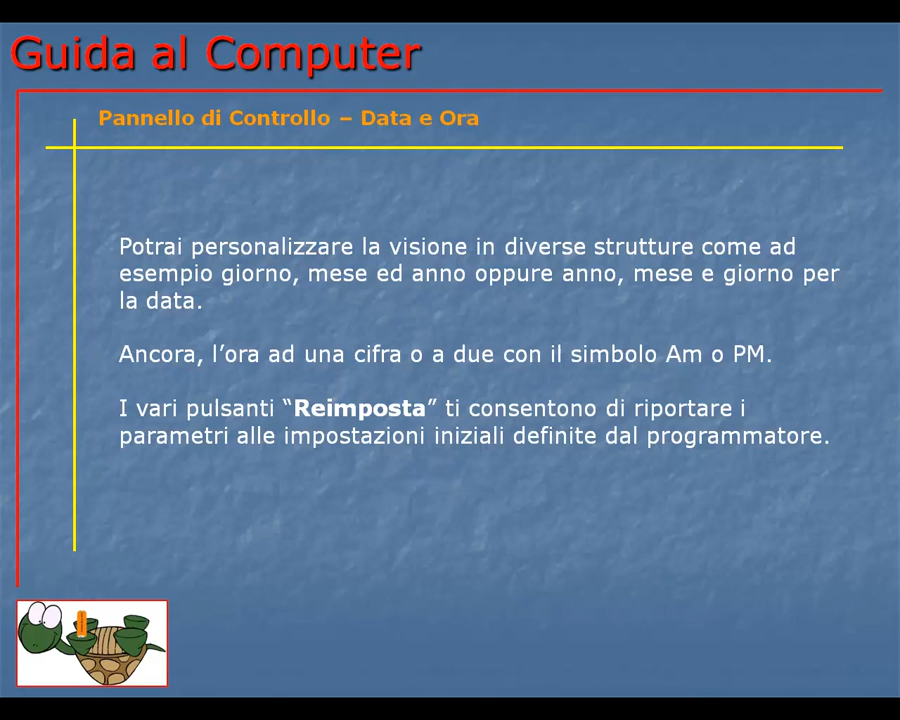 Guida al Computer
Pannello di Controllo – Data e Ora
Potrai personalizzare la visione in diverse strutture come ad
esempio giorno, mese ed anno oppure anno, mese e giorno per
la data.
Ancora, l’ora ad una cifra o a due con il simbolo Am o PM.
I vari pulsanti “Reimposta” ti consentono di riportare i
parametri alle impostazioni iniziali definite dal programmatore.